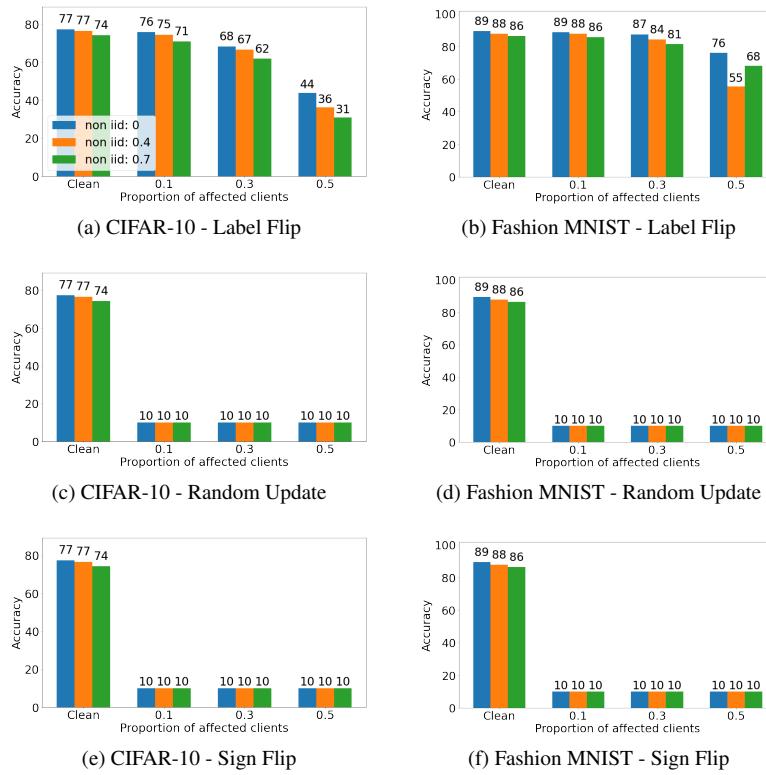 77 77 74
76 75 71
68 67 62
44 36 31
80
60
40
20
0
Accuracy
non iid: 0
non iid: 0.4
non iid: 0.7
Clean 0.1 0.3 0.5
Proportion of affected clients
(a) CIFAR-10 - Label Flip
89 88 86
89 88 86
87 84 81
76 55 68
100
80
60
40
20
0
Accuracy
Clean 0.1 0.3 0.5
Proportion of affected clients
(b) Fashion MNIST - Label Flip
77 77 74
10 10 10
10 10 10
10 10 10
80
60
40
20
0
Accuracy
Clean 0.1 0.3 0.5
Proportion of affected clients
(c) CIFAR-10 - Random Update
89 88 86
10 10 10
10 10 10
10 10 10
100
80
60
40
20
0
Accuracy
Clean 0.1 0.3 0.5
Proportion of affected clients
(d) Fashion MNIST - Random Update
77 77 74
10 10 10
10 10 10
10 10 10
80
60
40
20
0
Accuracy
Clean 0.1 0.3 0.5
Proportion of affected clients
(e) CIFAR-10 - Sign Flip
89 88 86
10 10 10
10 10 10
10 10 10
100
80
60
40
20
0
Accuracy
Clean 0.1 0.3 0.5
Proportion of affected clients
(f) Fashion MNIST - Sign Flip